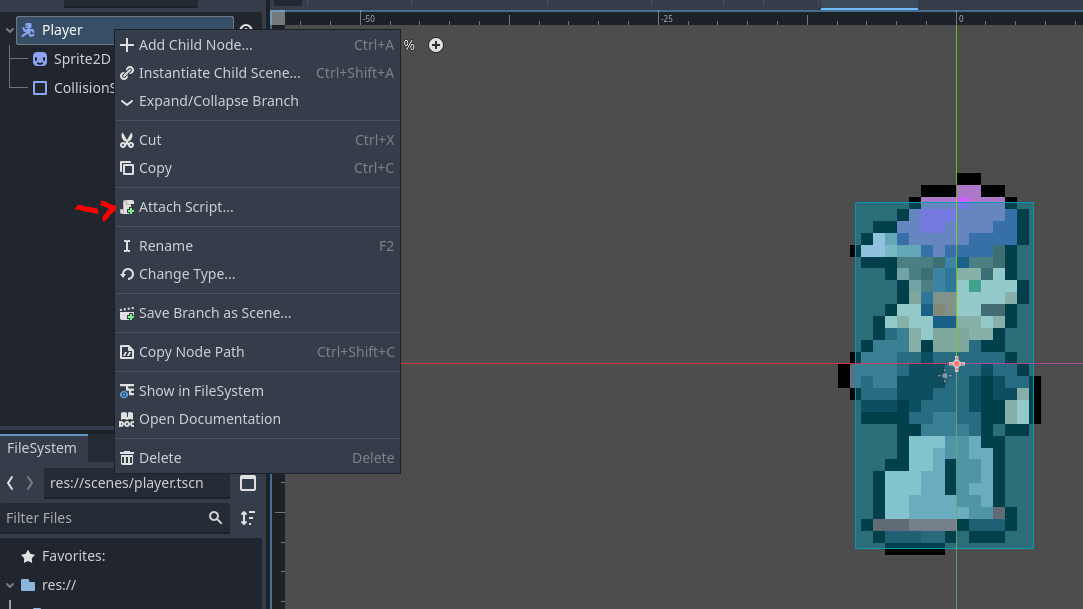 -50 -25 0
Player
Sprite2D
CollisionS
%
Add Child Node... Ctrl+A
Instantiate Child Scene... Ctrl+Shift+A
Expand/Collapse Branch
Cut Ctrl+X
Copy Ctrl+C
Attach Script...
Rename F2
Change Type...
Save Branch as Scene...
Copy Node Path Ctrl+Shift+C
Show in FileSystem
Open Documentation
Delete Delete
FileSystem
res://scenes/player.tscn
Filter Files
Favorites:
res://